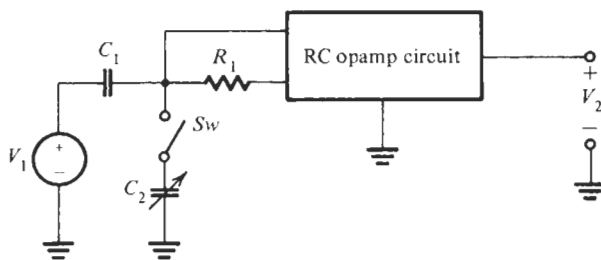 C1
R1
RC opamp circuit
+
V2
−
Sw
+
V1
−
C2